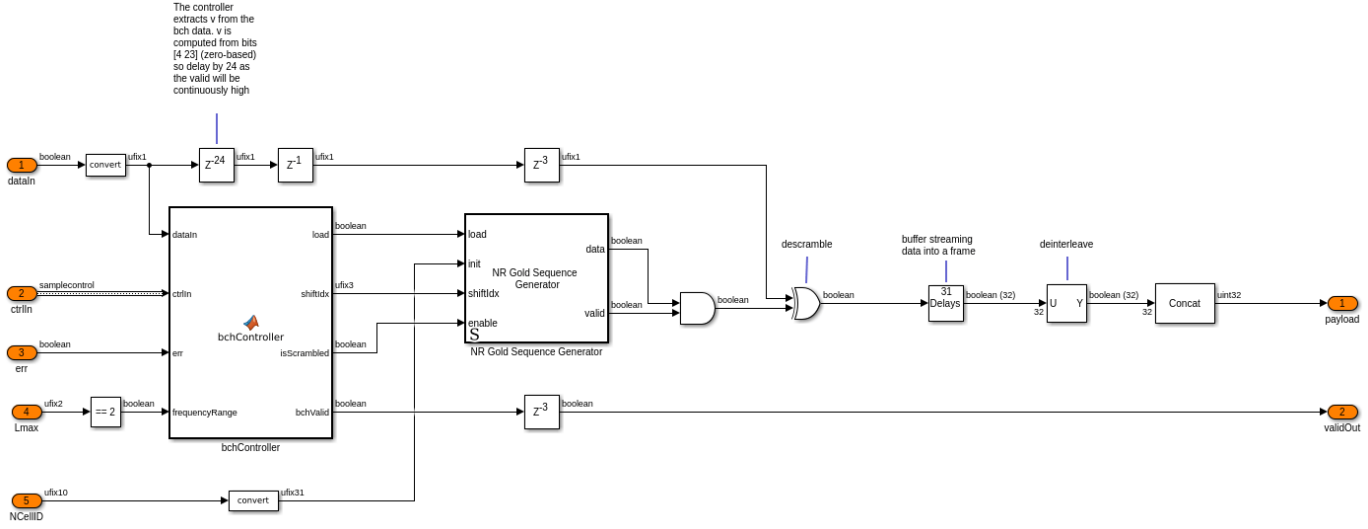 The controller
extracts v from the
bch data. v is
computed from bits
[4 23] (zero-based)
so delay by 24 as
the valid will be
continuously high
boolean
ufix1
ufix1
ufix1
ufix1
1
convert
Z-24
Z-1
Z-3
dataIn
boolean
dataIn
load
load
boolean
descramble
buffer streaming
data into a frame
deinterleave
data
init
samplecontrol
2
ctrlIn
ctrlIn
ufix3
shiftIdx
shiftIdx
NR Gold Sequence
Generator
boolean
valid
boolean
boolean
31
Delays
boolean (32)
32
U
Y
boolean (32)
32
Concat
uint32
1
payload
bchController
enable
S
NR Gold Sequence Generator
boolean
3
err
err
boolean
isScrambled
ufix2
4
Lmax
== 2
boolean
frequencyRange
boolean
bchValid
Z-3
boolean
2
validOut
bchController
ufix10
5
NCellID
convert
ufix31